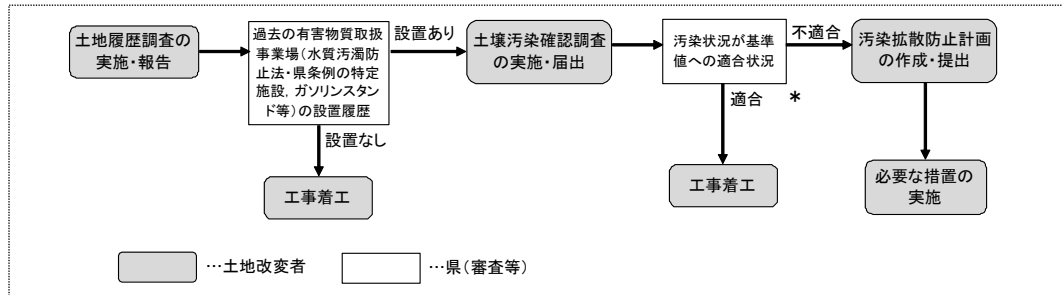 土地履歴調査の
実施・報告
過去の有害物質取扱
事業場（水質汚濁防
止法・県条例の特定
施設，ガソリンスタン
ド等）の設置履歴
設置あり
設置なし
工事着工
土壌汚染確認調査
の実施・届出
汚染状況が基準
値への適合状況
不適合
適合 *
工事着工
汚染拡散防止計画
の作成・提出
必要な措置の
実施
…土地改変者
…県（審査等）